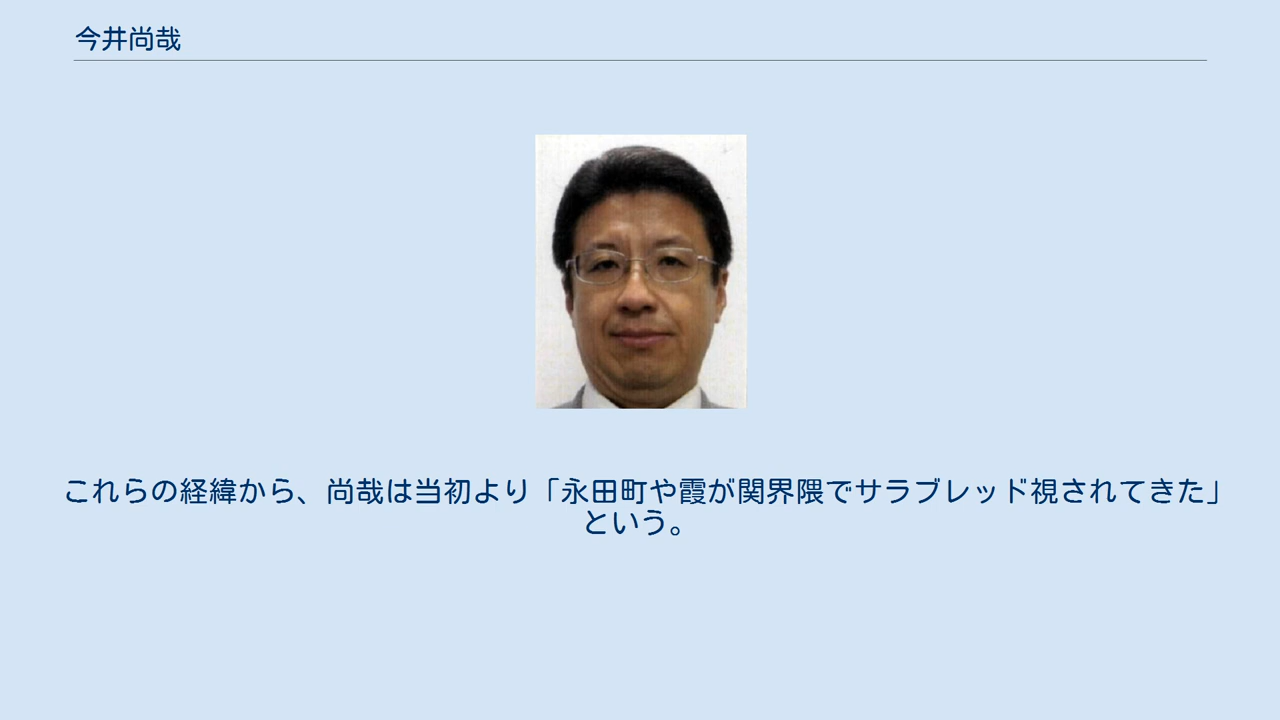 今井尚哉
これらの経緯から、尚哉は当初より「永田町や霞が関界隈でサラブレッド視されてきた」
という。